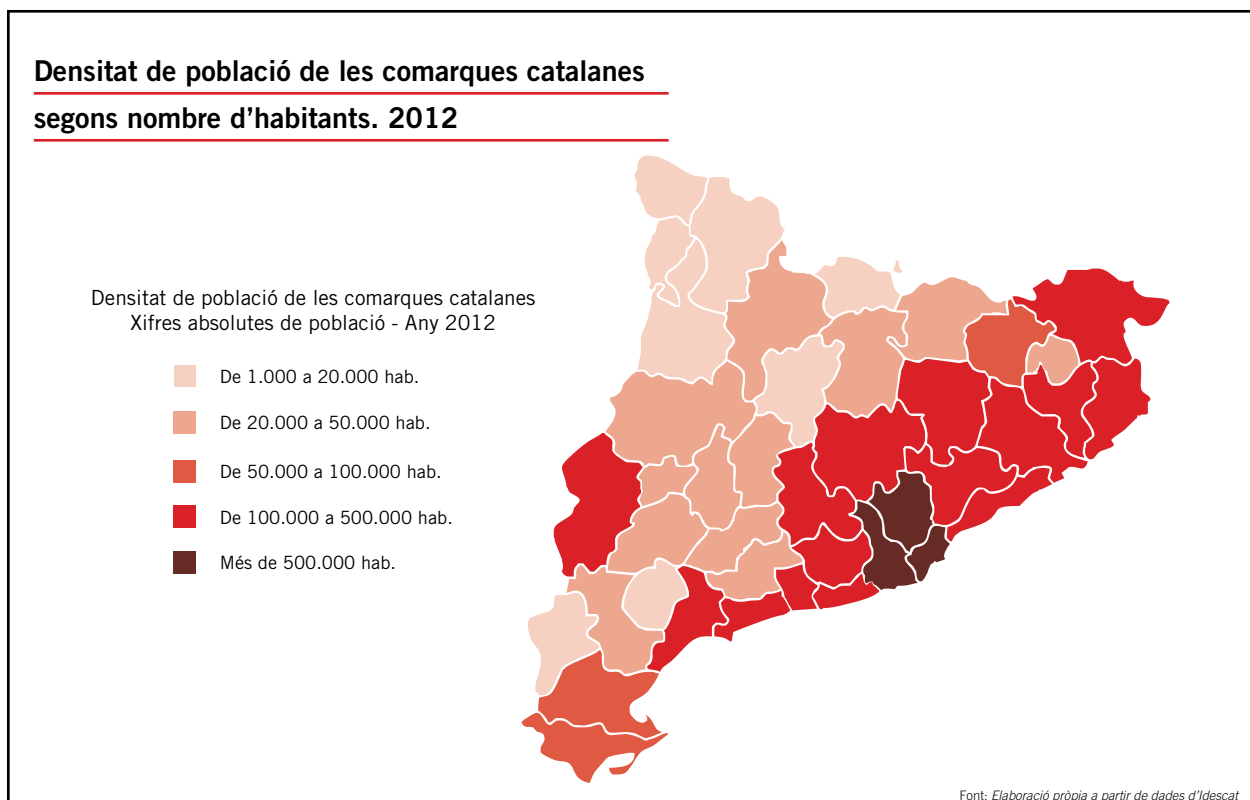 Densitat de població de les comarques catalanes
segons nombre d'habitants. 2012
Densitat de població de les comarques catalanes
Xifres absolutes de població - Any 2012
De 1.000 a 20.000 hab.
De 20.000 a 50.000 hab.
De 50.000 a 100.000 hab.
De 100.000 a 500.000 hab.
Més de 500.000 hab.
Font: Elaboració pròpia a partir de dades d'Idescat